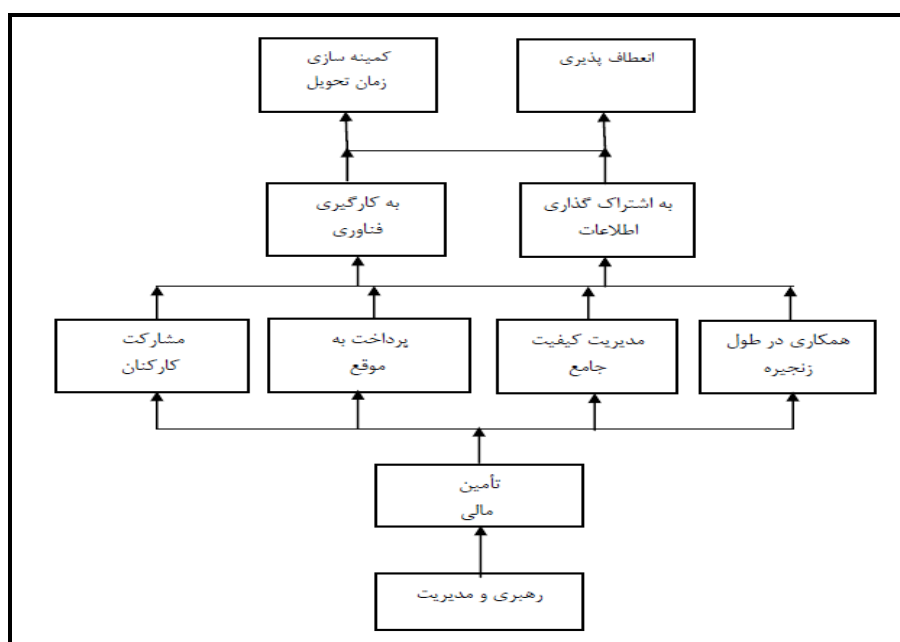 انعطاف پذیری
کمینه سازی
زمان تحویل
به اشتراک گذاری
اطلاعات
به کارگیری
فناوری
همکاری در طول
زنجیره
مدیریت کیفیت
جامع
پرداخت به
موقع
مشارکت
کارکنان
تأمین
مالی
رهبری و مدیریت